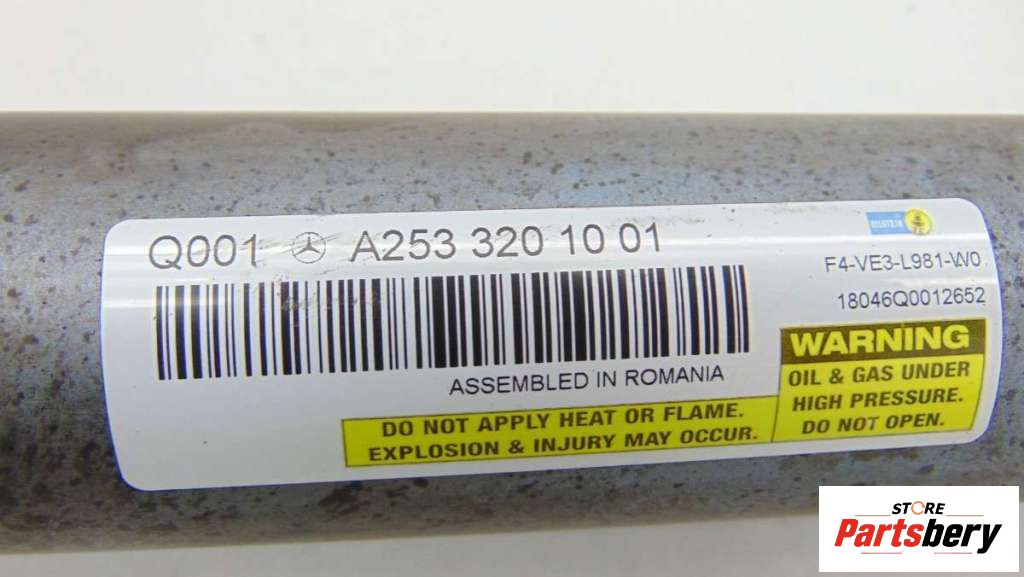 Q001 A253 320 10 01
BILSTEIN
F4-VE3-L981-W0
18046Q0012652
ASSEMBLED IN ROMANIA
DO NOT APPLY HEAT OR FLAME.
EXPLOSION & INJURY MAY OCCUR.
WARNING
OIL & GAS UNDER
HIGH PRESSURE.
DO NOT OPEN.
STORE
Partsbery